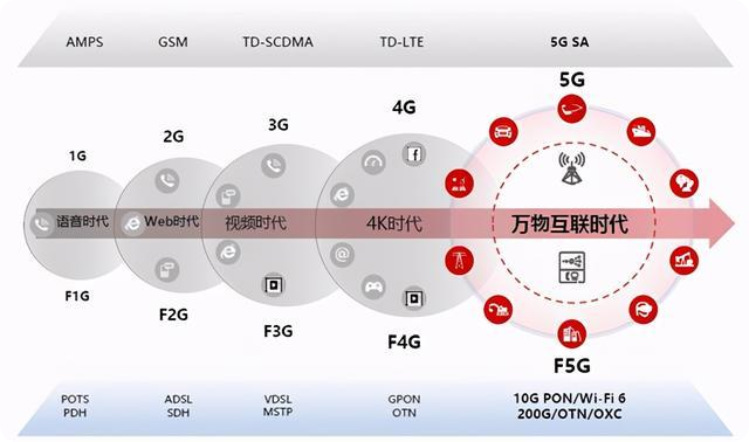 AMPS GSM TD-SCDMA TD-LTE 5G SA
5G
4G
3G
2G
1G
语音时代 Web时代 视频时代 4K时代 万物互联时代
F1G
F2G
F3G
F4G
F5G
POTS ADSL VDSL GPON 10G PON/Wi-Fi 6
PDH SDH MSTP OTN 200G/OTN/OXC